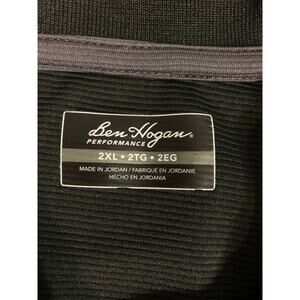 Ben Hogan®
PERFORMANCE
2XL • 2TG • 2EG
MADE IN JORDAN / FABRIQUÉ EN JORDANIE
HECHO EN JORDANIA